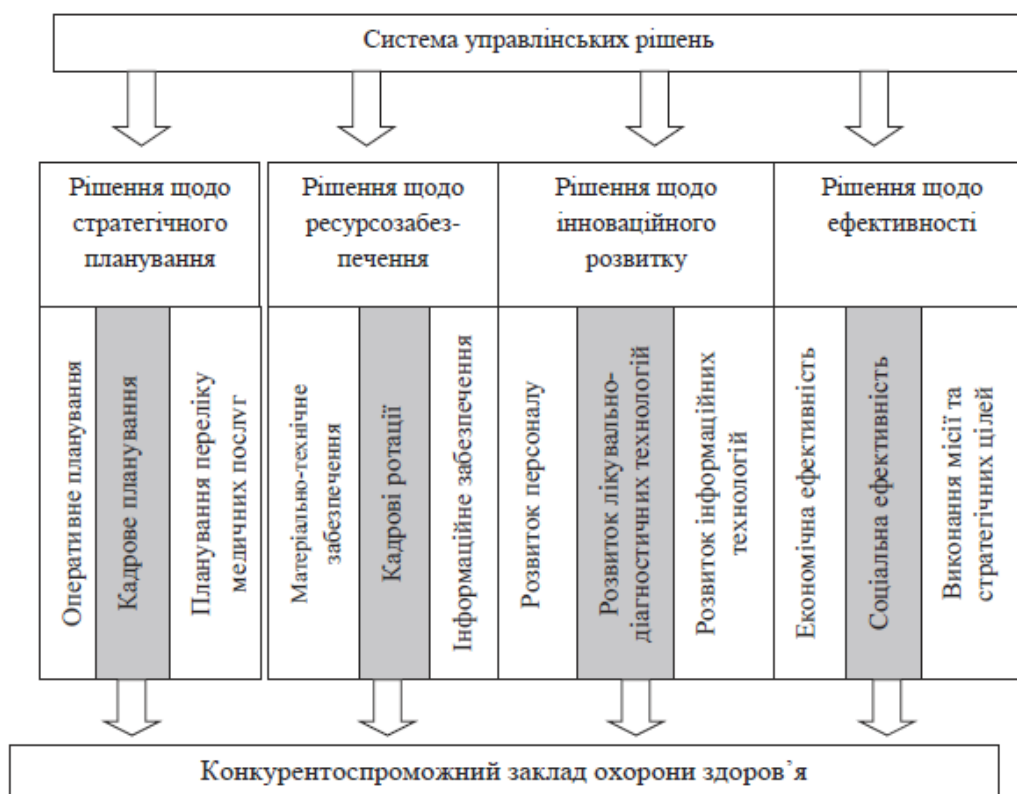 Система управлінських рішень
Рішення щодо
стратегічного
планування
Рішення щодо
ресурсозабез-
печення
Рішення щодо
інноваційного
розвитку
Рішення щодо
ефективності
Оперативне планування
Кадрове планування
Планування переліку
медичних послуг
Матеріально-технічне
забезпечення
Кадрові ротації
Інформаційне забезпечення
Розвиток персоналу
Розвиток лікувально-
діагностичних технологій
Розвиток інформаційних
технологій
Економічна ефективність
Соціальна ефективність
Виконання місії та
стратегічних цілей
Конкурентоспроможний заклад охорони здоров’я